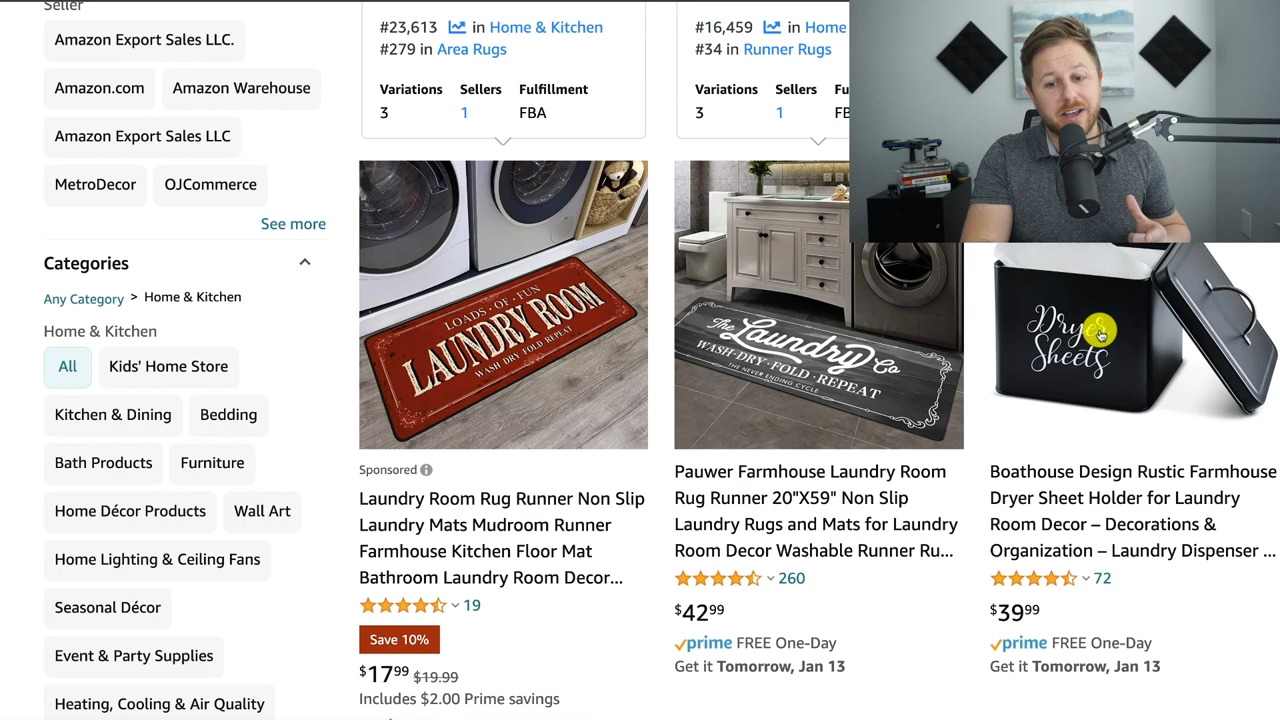 Seller
Amazon Export Sales LLC.
Amazon.com
Amazon Warehouse
Amazon Export Sales LLC
MetroDecor
OJCommerce
See more
Categories
Any Category > Home & Kitchen
Home & Kitchen
All
Kids' Home Store
Kitchen & Dining
Bedding
Bath Products
Furniture
Home Décor Products
Wall Art
Home Lighting & Ceiling Fans
Seasonal Décor
Event & Party Supplies
Heating, Cooling & Air Quality
#23,613 in Home & Kitchen
#279 in Area Rugs
Variations Sellers Fulfillment
3 1 FBA
LOADS · OF · FUN
LAUNDRY ROOM
WASH DRY FOLD REPEAT
Sponsored
Laundry Room Rug Runner Non Slip
Laundry Mats Mudroom Runner
Farmhouse Kitchen Floor Mat
Bathroom Laundry Room Decor...
19
Save 10%
$17 99 $19.99
Includes $2.00 Prime savings
#16,459 in Home
#34 in Runner Rugs
Variations Sellers Fu
3 1 FB
The Laundry Co
WASH · DRY · FOLD · REPEAT
THE NEVER ENDING CYCLE
Pauwer Farmhouse Laundry Room
Rug Runner 20"X59" Non Slip
Laundry Rugs and Mats for Laundry
Room Decor Washable Runner Ru...
260
$42 99
prime FREE One-Day
Get it Tomorrow, Jan 13
Dryer
Sheets
Boathouse Design Rustic Farmhouse
Dryer Sheet Holder for Laundry
Room Decor – Decorations &
Organization – Laundry Dispenser ...
72
$39 99
prime FREE One-Day
Get it Tomorrow, Jan 13